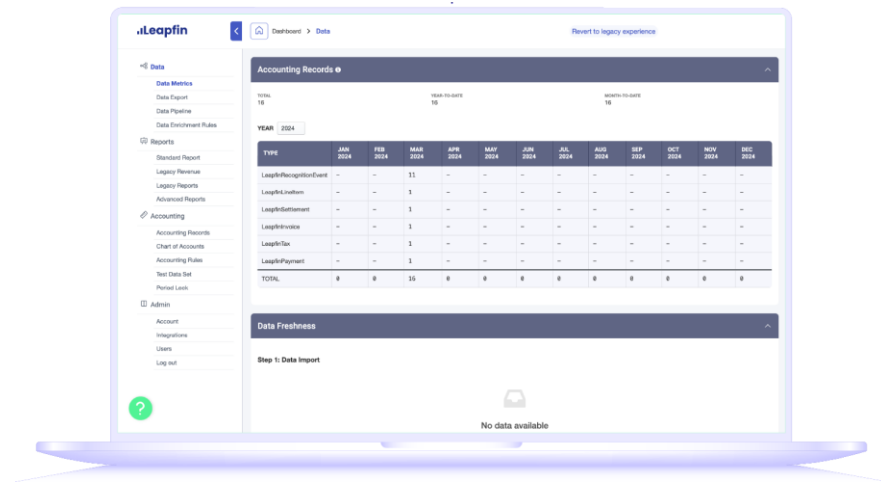 Leapfin
Dashboard > Data
Revert to legacy experience
Data
Data Metrics
Data Export
Data Pipeline
Data Enrichment Rules
Reports
Standard Report
Legacy Revenue
Legacy Reports
Advanced Reports
Accounting
Accounting Records
Chart of Accounts
Accounting Rules
Test Data Set
Period Lock
Admin
Account
Integrations
Users
Log out
?
Accounting Records
TOTAL YEAR-TO-DATE MONTH-TO-DATE
16 16 16
YEAR 2024
TYPE JAN 2024 FEB 2024 MAR 2024 APR 2024 MAY 2024 JUN 2024 JUL 2024 AUG 2024 SEP 2024 OCT 2024 NOV 2024 DEC 2024
LeapfinRecognitionEvent – – 11 – – – – – – – – –
LeapfinLineItem – – 1 – – – – – – – – –
LeapfinSettlement – – 1 – – – – – – – – –
LeapfinInvoice – – 1 – – – – – – – – –
LeapfinTax – – 1 – – – – – – – – –
LeapfinPayment – – 1 – – – – – – – – –
TOTAL 0 0 16 0 0 0 0 0 0 0 0 0
Data Freshness
Step 1: Data Import
No data available